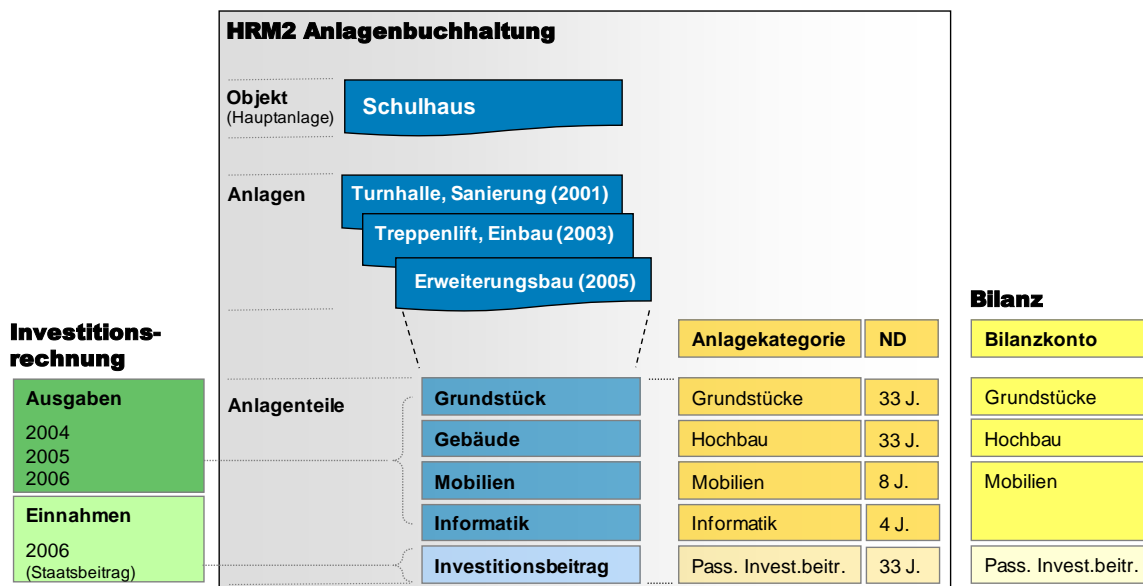 HRM2 Anlagenbuchhaltung
Objekt
(Hauptanlage)
Schulhaus
Anlagen
Turnhalle, Sanierung (2001)
Treppenlift, Einbau (2003)
Erweiterungsbau (2005)
Investitions-
rechnung
Bilanz
Anlagekategorie ND Bilanzkonto
Ausgaben
2004
2005
2006
Einnahmen
2006
(Staatsbeitrag)
Anlagenteile
Grundstück Grundstücke 33 J. Grundstücke
Gebäude Hochbau 33 J. Hochbau
Mobilien Mobilien 8 J. Mobilien
Informatik Informatik 4 J.
Investitionsbeitrag Pass. Invest.beitr. 33 J. Pass. Invest.beitr.